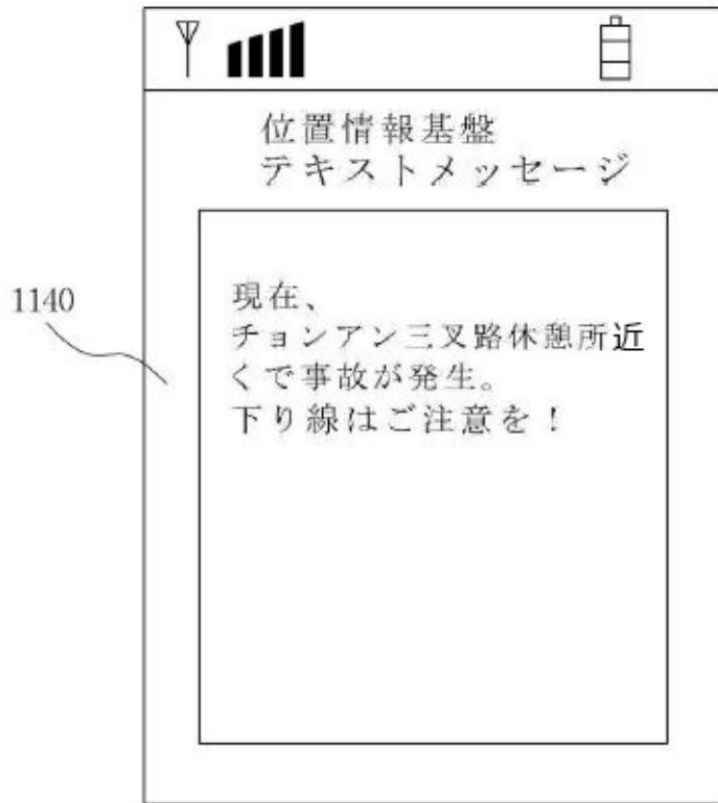 位置情報基盤
テキストメッセージ
1140
現在、
チョンアン三叉路休憩所近
くで事故が発生。
下り線はご注意を！